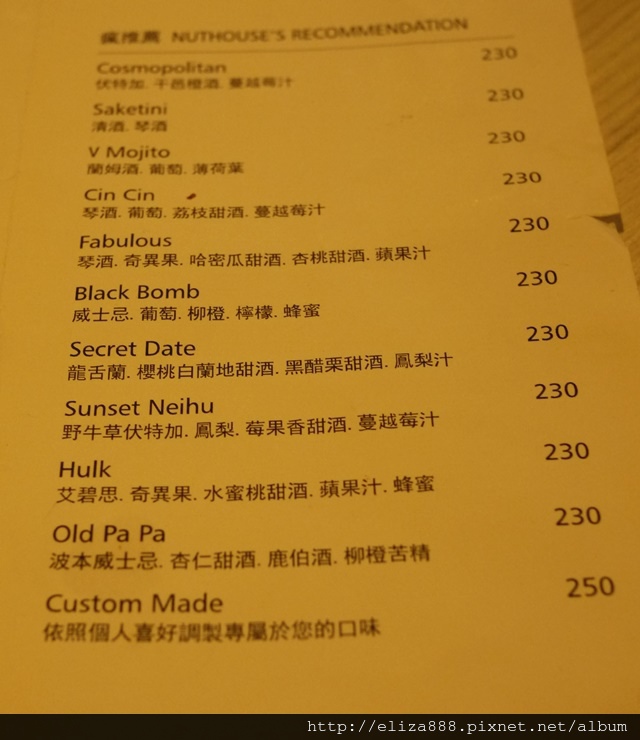 瘋推薦 NUTHOUSE'S RECOMMENDATION
Cosmopolitan 230
伏特加. 干邑橙酒. 蔓越莓汁
Saketini 230
清酒. 琴酒
V Mojito 230
蘭姆酒. 葡萄. 薄荷葉
Cin Cin 230
琴酒. 葡萄. 荔枝甜酒. 蔓越莓汁
Fabulous 230
琴酒. 奇異果. 哈密瓜甜酒. 杏桃甜酒. 蘋果汁
Black Bomb 230
威士忌. 葡萄. 柳橙. 檸檬. 蜂蜜
Secret Date 230
龍舌蘭. 櫻桃白蘭地甜酒. 黑醋栗甜酒. 鳳梨汁
Sunset Neihu 230
野牛草伏特加. 鳳梨. 莓果香甜酒. 蔓越莓汁
Hulk 230
艾碧思. 奇異果. 水蜜桃甜酒. 蘋果汁. 蜂蜜
Old Pa Pa 230
波本威士忌. 杏仁甜酒. 鹿伯酒. 柳橙苦精
Custom Made 250
依照個人喜好調製專屬於您的口味
http://eliza888.pixnet.net/album